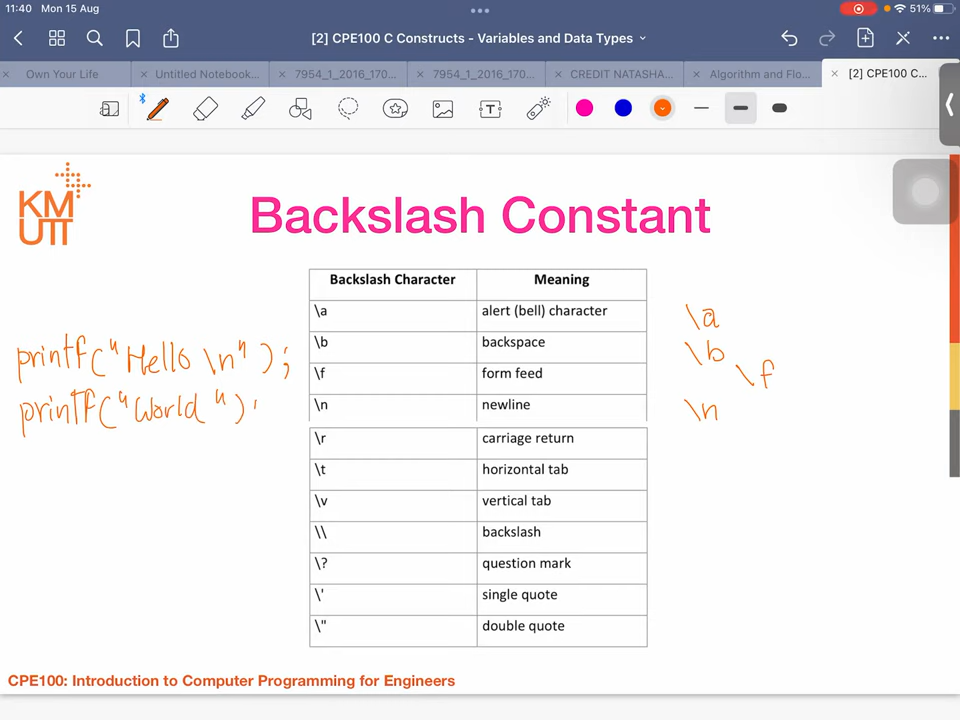 11:40 Mon 15 Aug 51%
[2] CPE100 C Constructs - Variables and Data Types
Own Your Life
Untitled Notebook...
7954_1_2016_170...
7954_1_2016_170...
CREDIT NATASHA...
Algorithm and Flo...
[2] CPE100 C C...
KM
UTT
Backslash Constant
Backslash Character Meaning
\a alert (bell) character
\b backspace
\f form feed
\n newline
\r carriage return
\t horizontal tab
\v vertical tab
\\ backslash
\? question mark
\' single quote
\" double quote
printf("Hello \n");
printf("World")
\a
\b
\f
\n
CPE100: Introduction to Computer Programming for Engineers